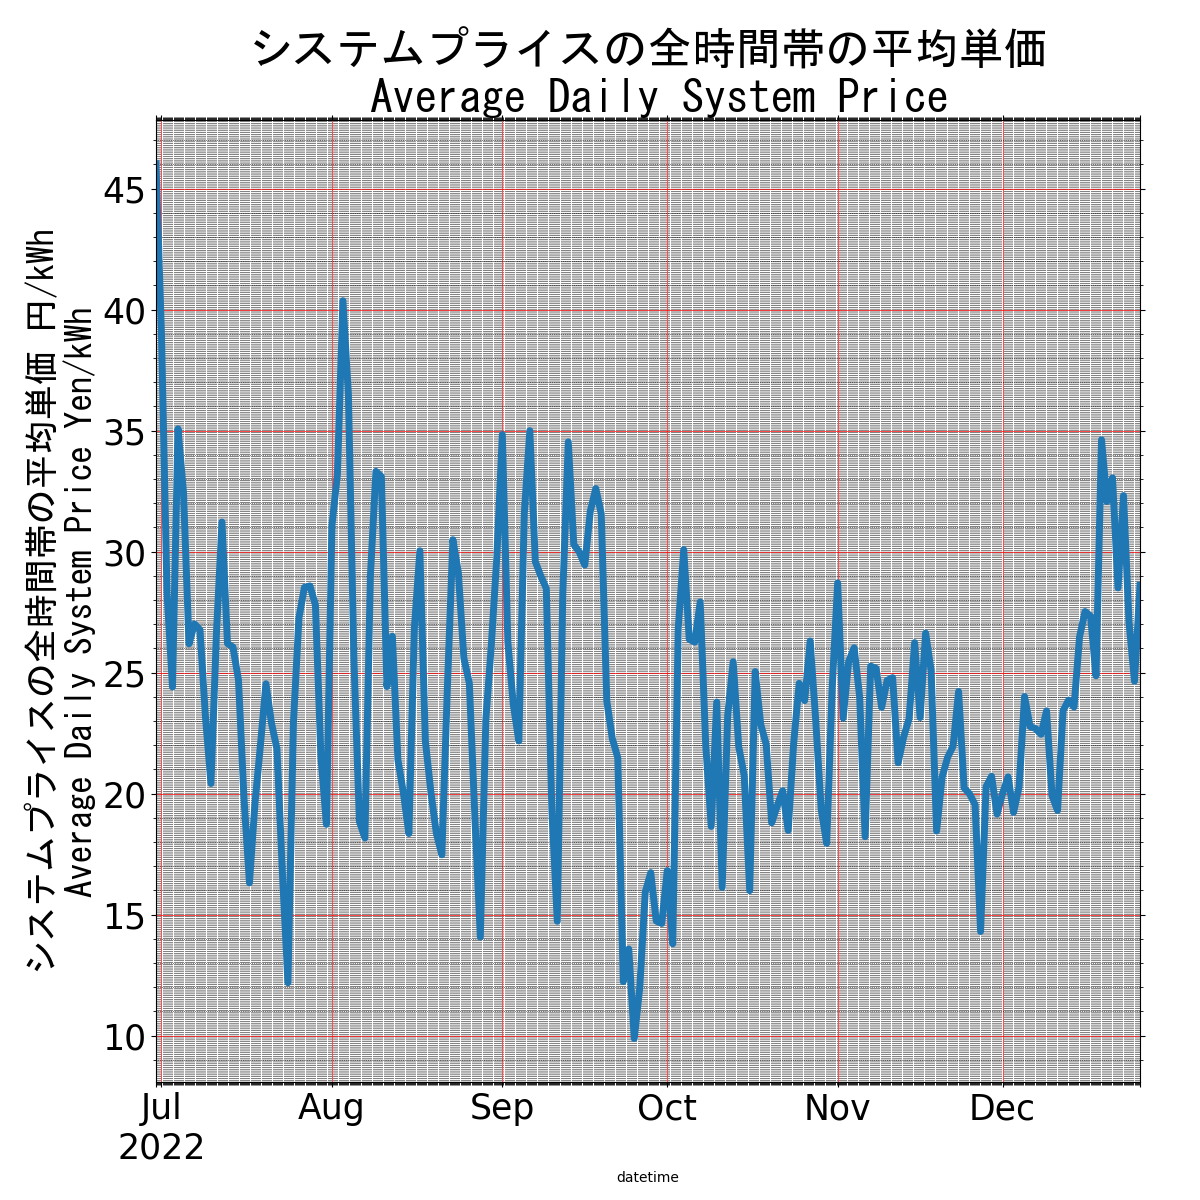 システムプライスの全時間帯の平均単価
Average Daily System Price
システムプライスの全時間帯の平均単価 円/kWh
Average Daily System Price Yen/kWh
45
40
35
30
25
20
15
10
Jul
Aug
Sep
Oct
Nov
Dec
2022
datetime